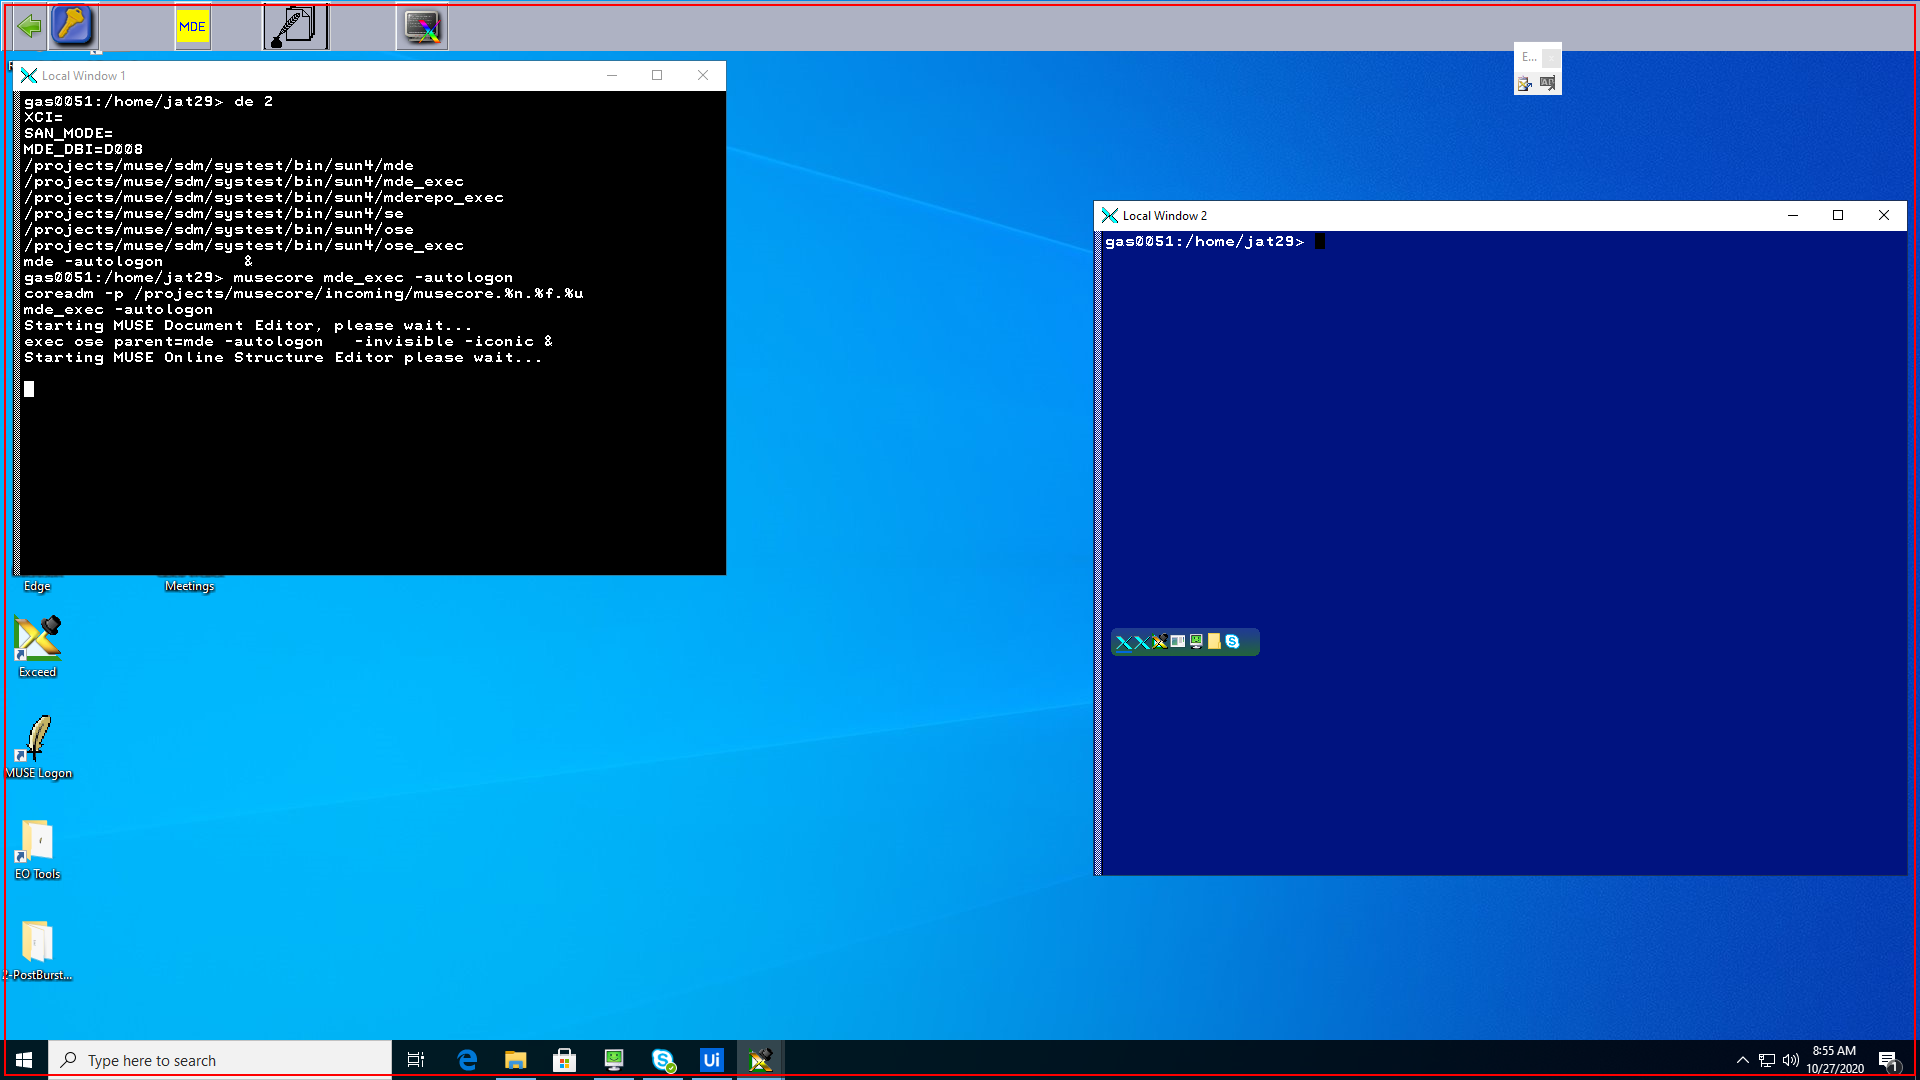 MDE
E...
Local Window 1
gas0051:/home/jat29> de 2
XCI=
SAN_MODE=
MDE_DBI=D008
/projects/muse/sdm/systest/bin/sun4/mde
/projects/muse/sdm/systest/bin/sun4/mde_exec
/projects/muse/sdm/systest/bin/sun4/mderepo_exec
/projects/muse/sdm/systest/bin/sun4/se
/projects/muse/sdm/systest/bin/sun4/ose
/projects/muse/sdm/systest/bin/sun4/ose_exec
mde -autologon        &
gas0051:/home/jat29> musecore mde_exec -autologon
coreadm -p /projects/musecore/incoming/musecore.%n.%f.%u
mde_exec -autologon
Starting MUSE Document Editor, please wait...
exec ose parent=mde -autologon   -invisible -iconic &
Starting MUSE Online Structure Editor please wait...
Local Window 2
gas0051:/home/jat29>
Edge
Meetings
Exceed
MUSE Logon
EO Tools
2-PostBurst...
Type here to search
Ui
8:55 AM
10/27/2020
1